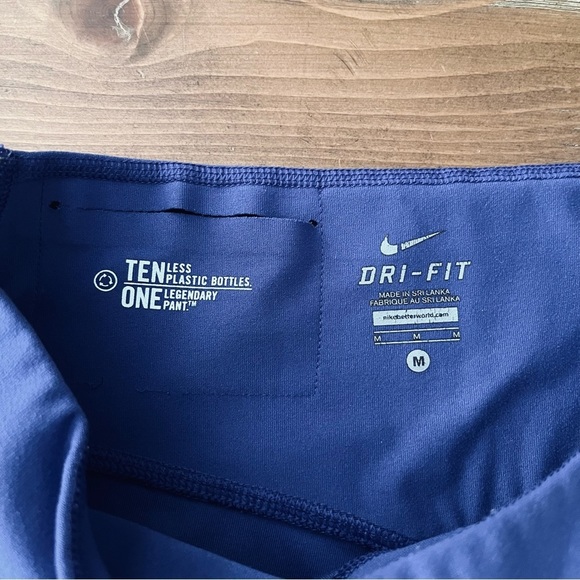 TEN LESS
PLASTIC BOTTLES.
ONE LEGENDARY
PANT.™
DRI-FIT
MADE IN SRI LANKA
FABRIQUE AU SRI LANKA
nikebetterworld.com
M M M
M